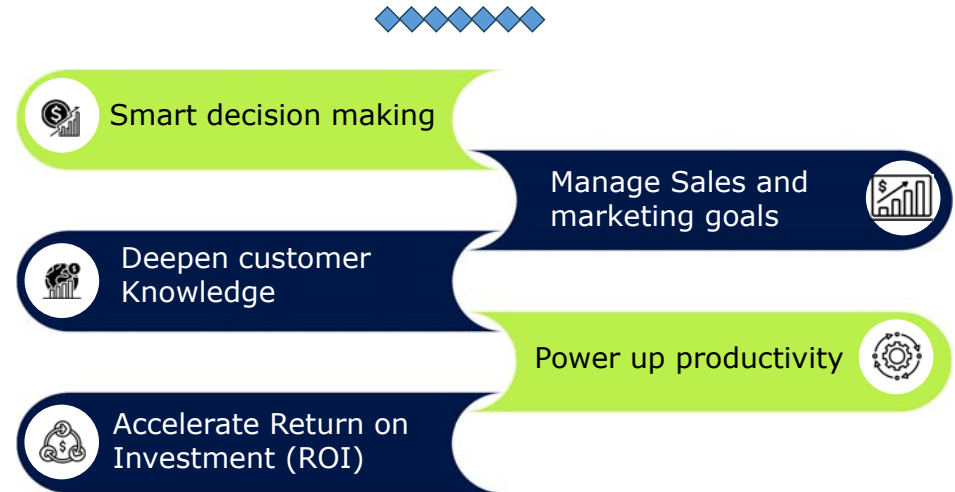 Smart decision making
Manage Sales and
marketing goals
Deepen customer
Knowledge
Power up productivity
Accelerate Return on
Investment (ROI)